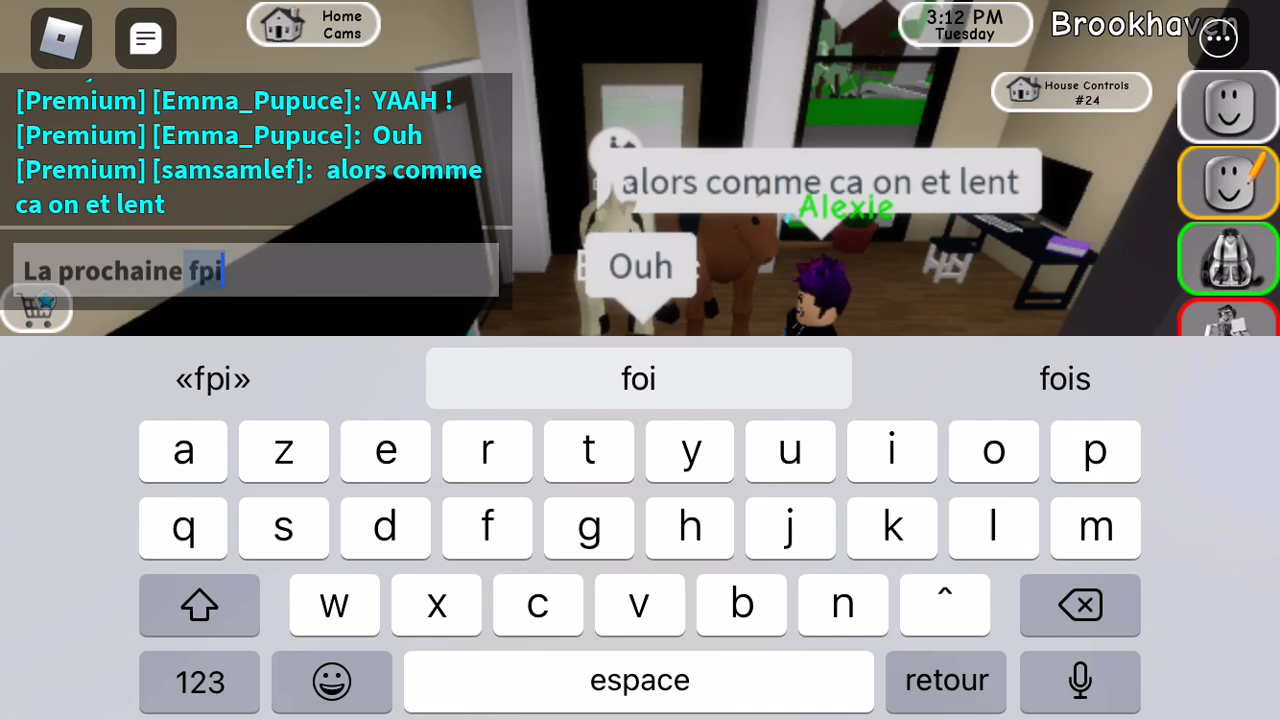 Home
Cams
3:12 PM
Tuesday
Brookhaven
[Premium] [Emma_Pupuce]: YAAH !
[Premium] [Emma_Pupuce]: Ouh
[Premium] [samsamlef]: alors comme
ca on et lent
House Controls
#24
alors comme ca on et lent
Alexie
Ouh
La prochaine fpi
«fpi» foi fois
a z e r t y u i o p
q s d f g h j k l m
w x c v b n ^
123 espace retour